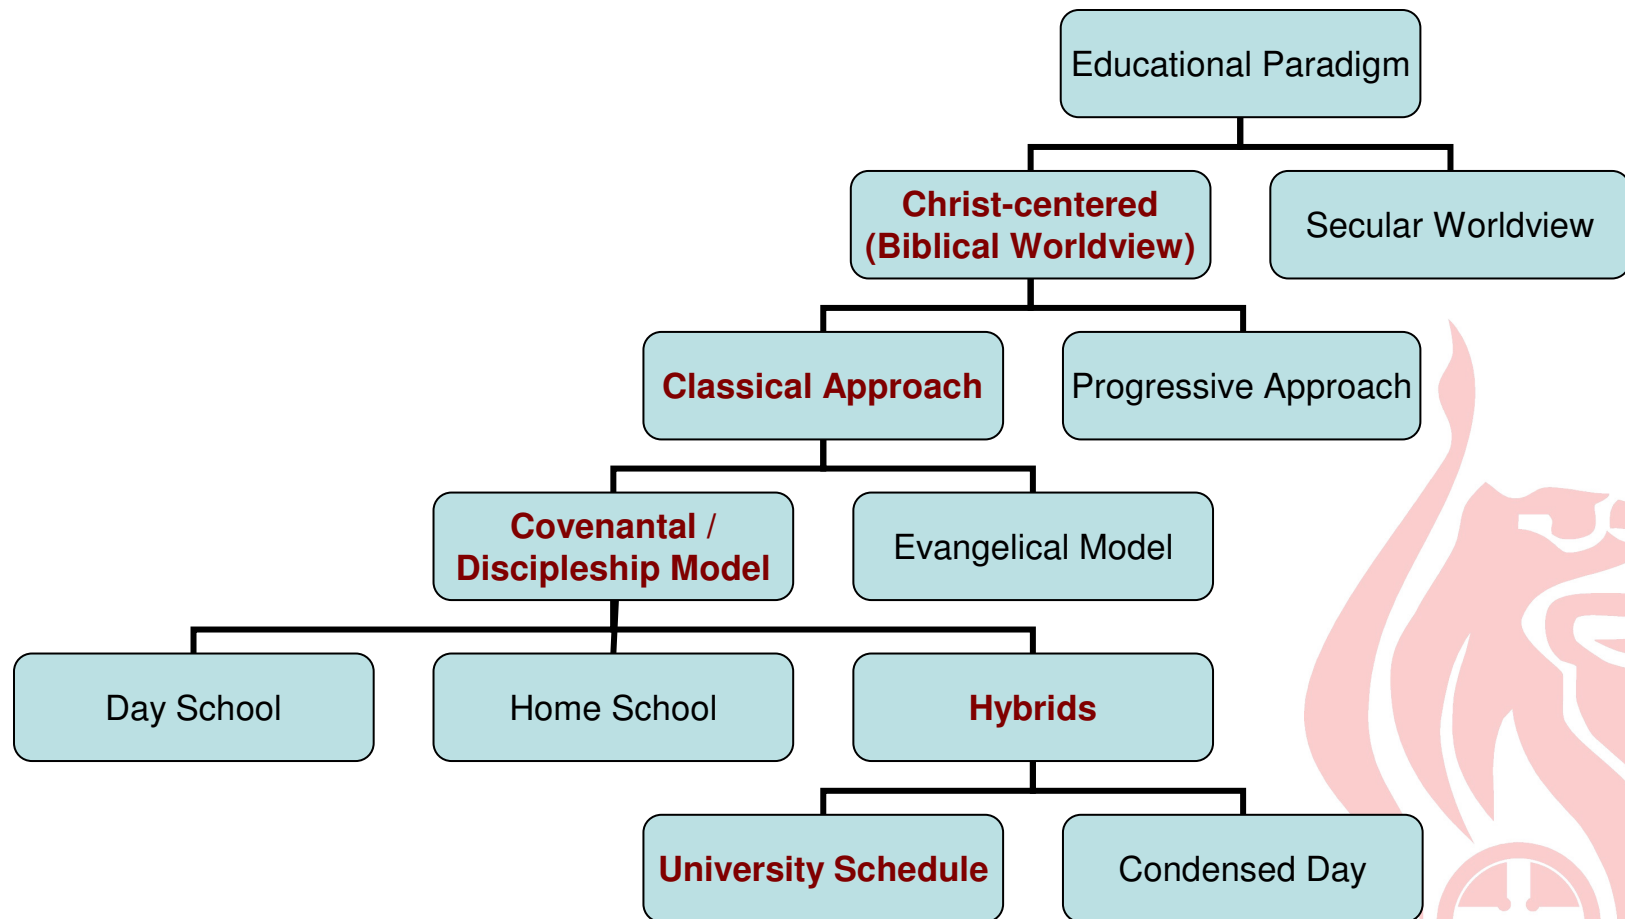 Educational Paradigm
Christ-centered
(Biblical Worldview)
Secular Worldview
Classical Approach
Progressive Approach
Covenantal /
Discipleship Model
Evangelical Model
Day School
Home School
Hybrids
University Schedule
Condensed Day